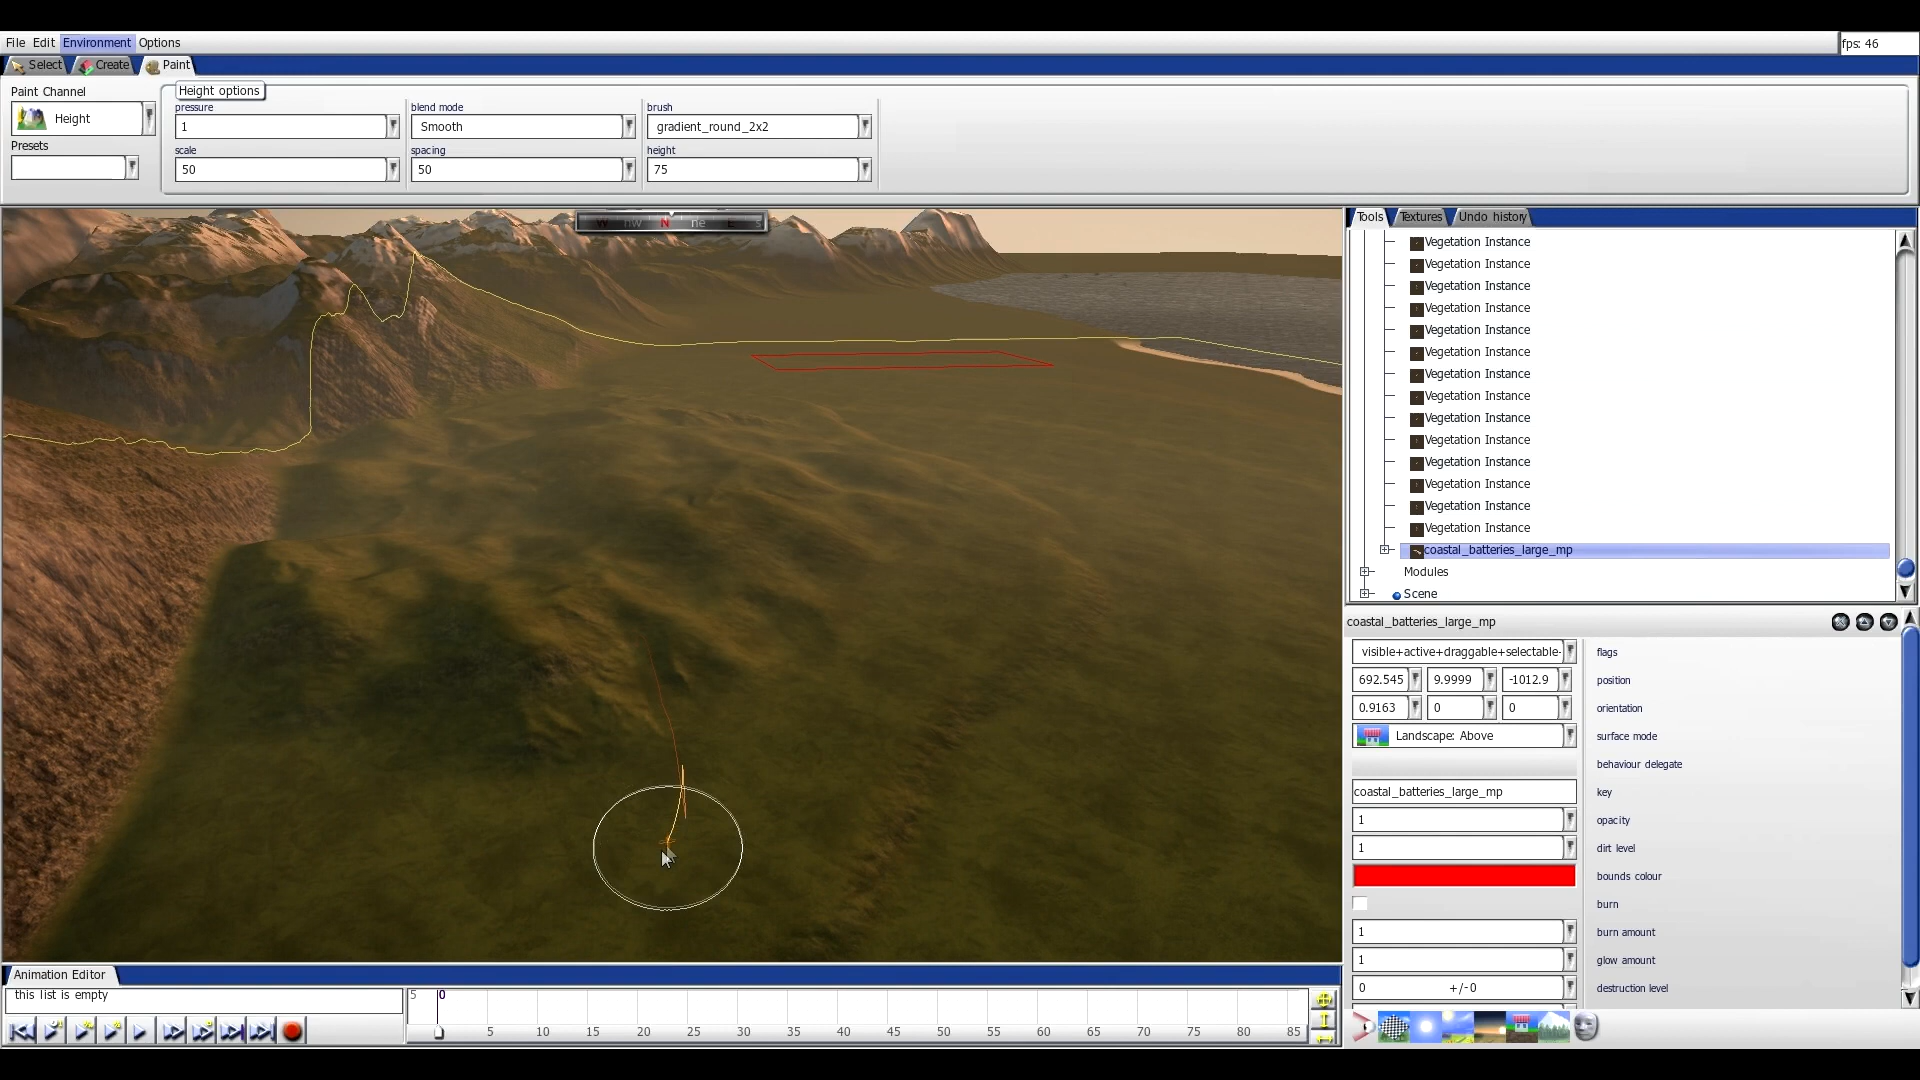 File Edit Environment Options
fps: 46
Select Create Paint
Paint Channel
Height
Presets
Height options
pressure
1
blend mode
Smooth
brush
gradient_round_2x2
scale
50
spacing
50
height
75
W nw N ne E s
Tools Textures Undo history
Vegetation Instance
Vegetation Instance
Vegetation Instance
Vegetation Instance
Vegetation Instance
Vegetation Instance
Vegetation Instance
Vegetation Instance
Vegetation Instance
Vegetation Instance
Vegetation Instance
Vegetation Instance
Vegetation Instance
Vegetation Instance
coastal_batteries_large_mp
Modules
Scene
coastal_batteries_large_mp
visible+active+draggable+selectable- flags
692.545 9.9999 -1012.9 position
0.9163 0 0 orientation
Landscape: Above surface mode
behaviour delegate
coastal_batteries_large_mp key
1 opacity
1 dirt level
bounds colour
burn
1 burn amount
1 glow amount
0 +/-0 destruction level
Animation Editor
this list is empty
5 0
5 10 15 20 25 30 35 40 45 50 55 60 65 70 75 80 85